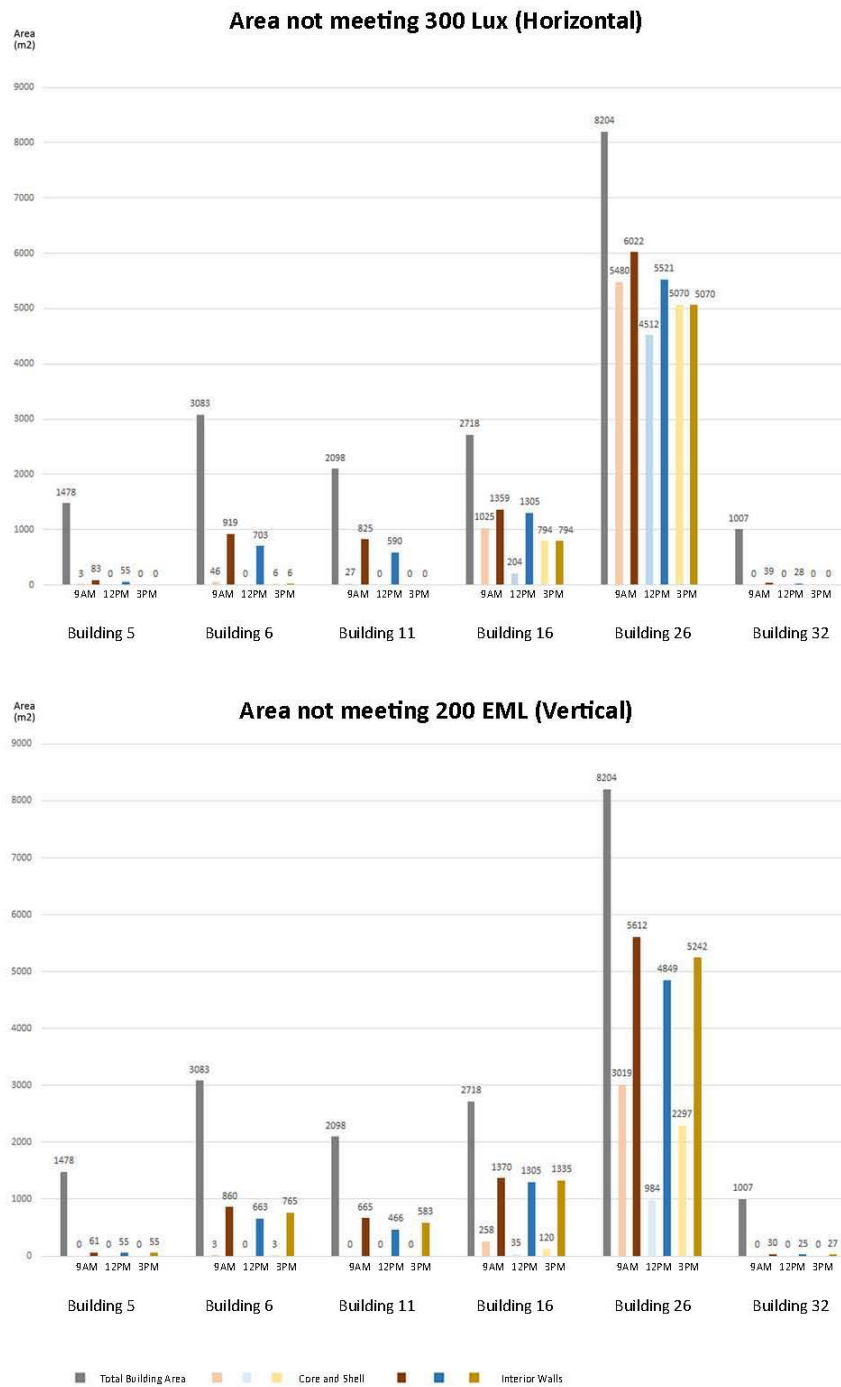 Area not meeting 300 Lux (Horizontal)
Area
(m2)
9000
8000
7000
6000
5000
4000
3000
2000
1000
0
1478 3 83 0 55 0 0
3083 46 919 0 703 6 6
2098 27 825 0 590 0 0
2718 1025 1359 204 1305 794 794
8204 5480 6022 4512 5521 5070 5070
1007 0 39 0 28 0 0
9AM 12PM 3PM 9AM 12PM 3PM 9AM 12PM 3PM 9AM 12PM 3PM 9AM 12PM 3PM 9AM 12PM 3PM
Building 5 Building 6 Building 11 Building 16 Building 26 Building 32
Area not meeting 200 EML (Vertical)
Area
(m2)
9000
8000
7000
6000
5000
4000
3000
2000
1000
0
1478 0 61 0 55 0 55
3083 3 860 0 663 3 765
2098 0 665 0 466 0 583
2718 258 1370 35 1305 120 1335
8204 3019 5612 984 4849 2297 5242
1007 0 30 0 25 0 27
9AM 12PM 3PM 9AM 12PM 3PM 9AM 12PM 3PM 9AM 12PM 3PM 9AM 12PM 3PM 9AM 12PM 3PM
Building 5 Building 6 Building 11 Building 16 Building 26 Building 32
Total Building Area Core and Shell Interior Walls